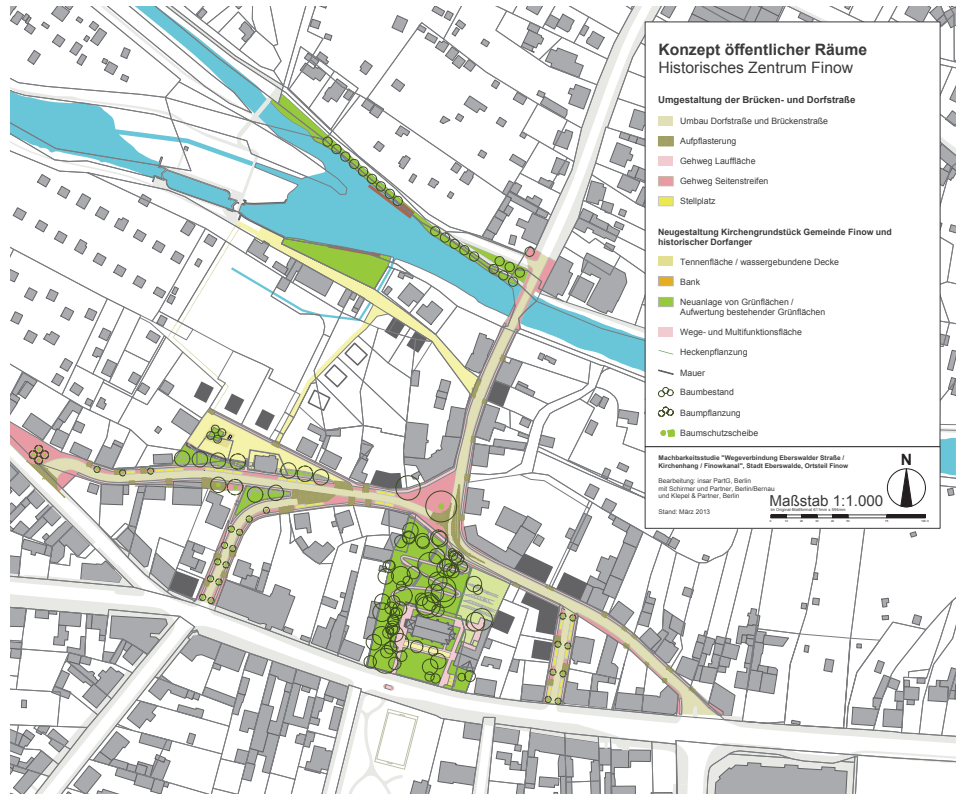 Konzept öffentlicher Räume
Historisches Zentrum Finow
Umgestaltung der Brücken- und Dorfstraße
Umbau Dorfstraße und Brückenstraße
Aufpflasterung
Gehweg Lauffläche
Gehweg Seitenstreifen
Stellplatz
Neugestaltung Kirchengrundstück Gemeinde Finow und
historischer Dorfanger
Tennenfläche / wassergebundene Decke
Bank
Neuanlage von Grünflächen /
Aufwertung bestehender Grünflächen
Wege- und Multifunktionsfläche
Heckenpflanzung
Mauer
Baumbestand
Baumpflanzung
Baumschutzscheibe
Machbarkeitsstudie "Wegeverbindung Eberswalder Straße /
Kirchenhang / Finowkanal", Stadt Eberswalde, Ortsteil Finow
Bearbeitung: insar PartG, Berlin
mit Schirmer und Partner, Berlin/Bernau
und Klepel & Partner, Berlin
Stand: März 2013
N
Maßstab 1:1.000